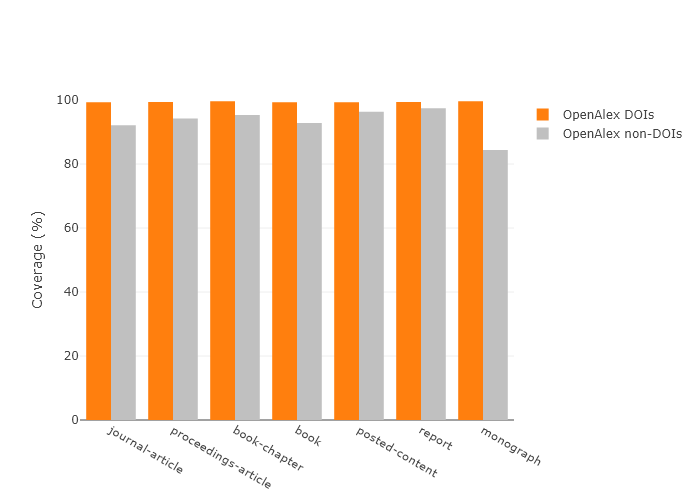 100
80
60
40
20
0
Coverage (%)
journal-article
proceedings-article
book-chapter
book
posted-content
report
monograph
OpenAlex DOIs
OpenAlex non-DOIs